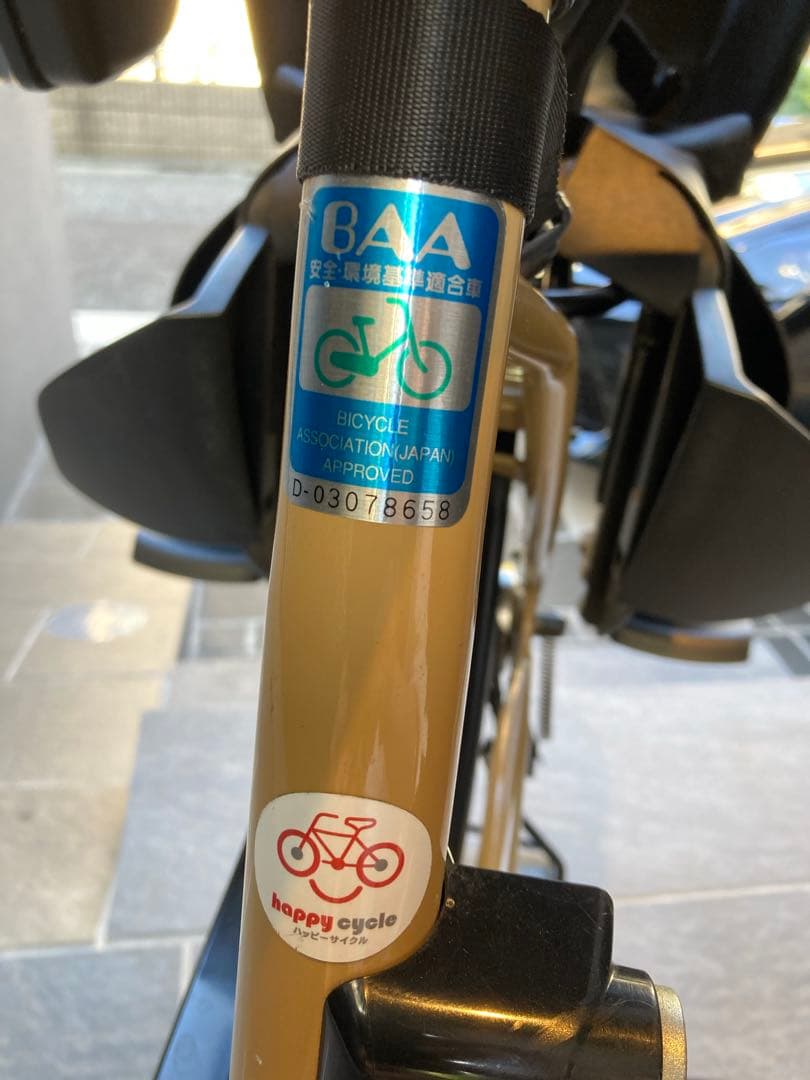 BAA
安全・環境基準適合車
BICYCLE
ASSOCIATION(JAPAN)
APPROVED
D-03078658
happy cycle
ハッピーサイクル